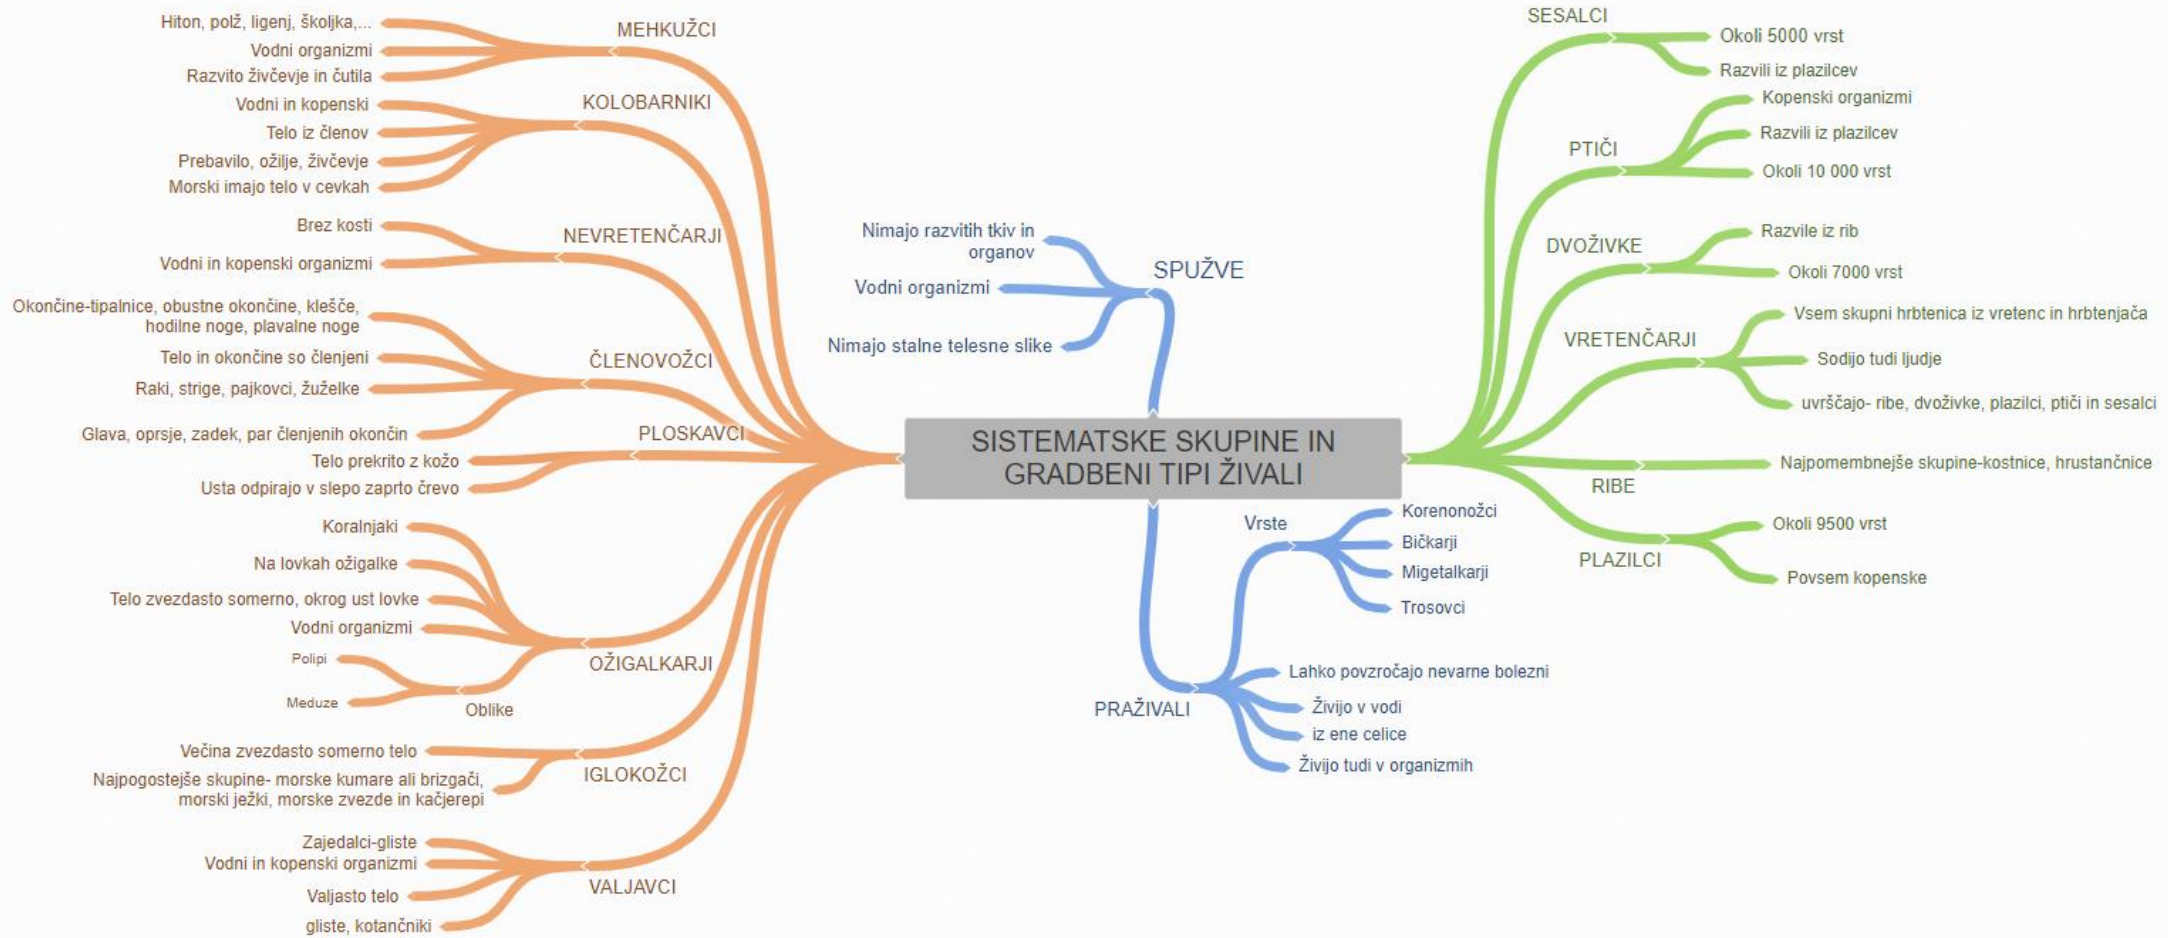 MEHKUŽCI
Hiton, polž, ligenj, školjka,...
Vodni organizmi
Razvito živčevje in čutila
KOLOBARNIKI
Vodni in kopenski
Telo iz členov
Prebavilo, ožilje, živčevje
Morski imajo telo v cevkah
NEVRETENČARJI
Brez kosti
Vodni in kopenski organizmi
ČLENOVOŽCI
Okončine-tipalnice, obustne okončine, klešče,
hodilne noge, plavalne noge
Telo in okončine so členjeni
Raki, strige, pajkovci, žuželke
Glava, oprsje, zadek, par členjenih okončin
PLOSKAVCI
Telo prekrito z kožo
Usta odpirajo v slepo zaprto črevo
OŽIGALKARJI
Koralnjaki
Na lovkah ožigalke
Telo zvezdasto somerno, okrog ust lovke
Vodni organizmi
Oblike
Polipi
Meduze
IGLOKOŽCI
Večina zvezdasto somerno telo
Najpogostejše skupine- morske kumare ali brizgači,
morski ježki, morske zvezde in kačjerepi
VALJAVCI
Zajedalci-gliste
Vodni in kopenski organizmi
Valjasto telo
gliste, kotančniki
SPUŽVE
Nimajo razvitih tkiv in
organov
Vodni organizmi
Nimajo stalne telesne slike
SISTEMATSKE SKUPINE IN
GRADBENI TIPI ŽIVALI
PRAŽIVALI
Vrste
Korenonožci
Bičkarji
Migetalkarji
Trosovci
Lahko povzročajo nevarne bolezni
Živijo v vodi
iz ene celice
Živijo tudi v organizmih
SESALCI
Okoli 5000 vrst
Razvili iz plazilcev
PTIČI
Kopenski organizmi
Razvili iz plazilcev
Okoli 10 000 vrst
DVOŽIVKE
Razvile iz rib
Okoli 7000 vrst
VRETENČARJI
Vsem skupni hrbtenica iz vretenc in hrbtenjača
Sodijo tudi ljudje
uvrščajo- ribe, dvoživke, plazilci, ptiči in sesalci
RIBE
Najpomembnejše skupine-kostnice, hrustančnice
PLAZILCI
Okoli 9500 vrst
Povsem kopenske